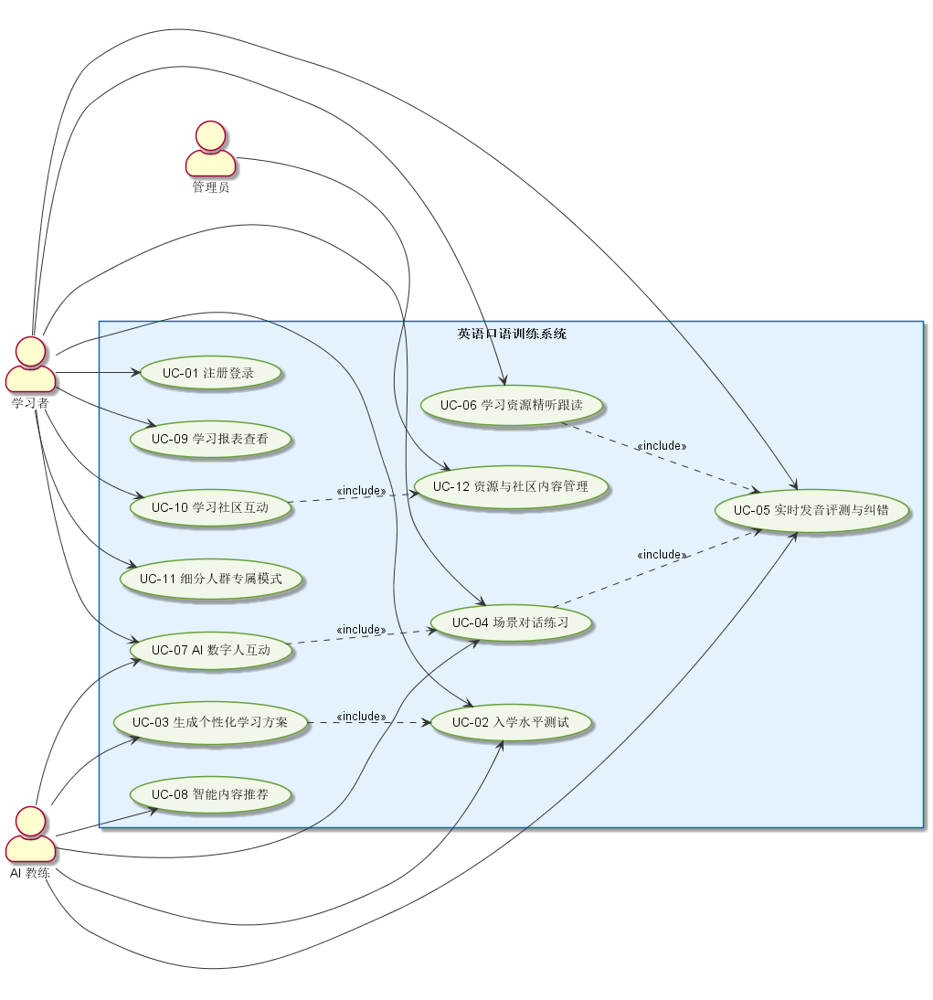 管理员
英语口语训练系统
学习者
UC-01 注册登录
UC-06 学习资源精听跟读
UC-09 学习报表查看
«include»
UC-12 资源与社区内容管理
«include»
UC-10 学习社区互动
UC-05 实时发音评测与纠错
«include»
UC-11 细分人群专属模式
«include»
UC-04 场景对话练习
UC-07 AI 数字人互动
«include»
UC-03 生成个性化学习方案
UC-02 入学水平测试
UC-08 智能内容推荐
AI 教练